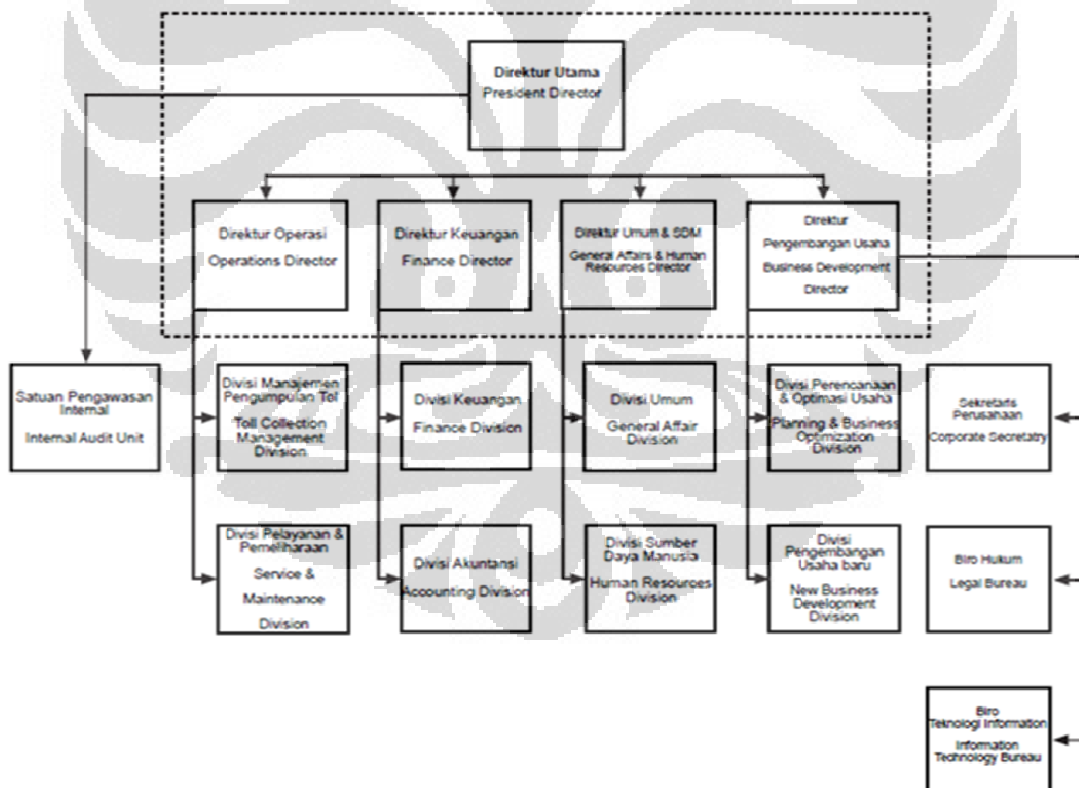 Direktur Utama
President Director
Direktur Operasi
Operations Director
Direktur Keuangan
Finance Director
Direktur Umum & SDM
General Affairs & Human
Resources Director
Direktur
Pengembangan Usaha
Business Development
Director
Satuan Pengawasan
Internal
Internal Audit Unit
Divisi Manajemen
Pengumpulan Tol
Toll Collection
Management
Division
Divisi Keuangan
Finance Division
Divisi Umum
General Affair
Division
Divisi Perencanaan
& Optimasi Usaha
Planning & Business
Optimization
Division
Sekretaris
Perusahaan
Corporate Secretatry
Divisi Pelayanan &
Pemeliharaan
Service &
Maintenance
Division
Divisi Akuntansi
Accounting Division
Divisi Sumber
Daya Manusia
Human Resources
Division
Divisi
Pengembangan
Usaha Ibaru
New Business
Development
Division
Biro Hukum
Legal Bureau
Biro
Teknologi Information
Information
Technology Bureau